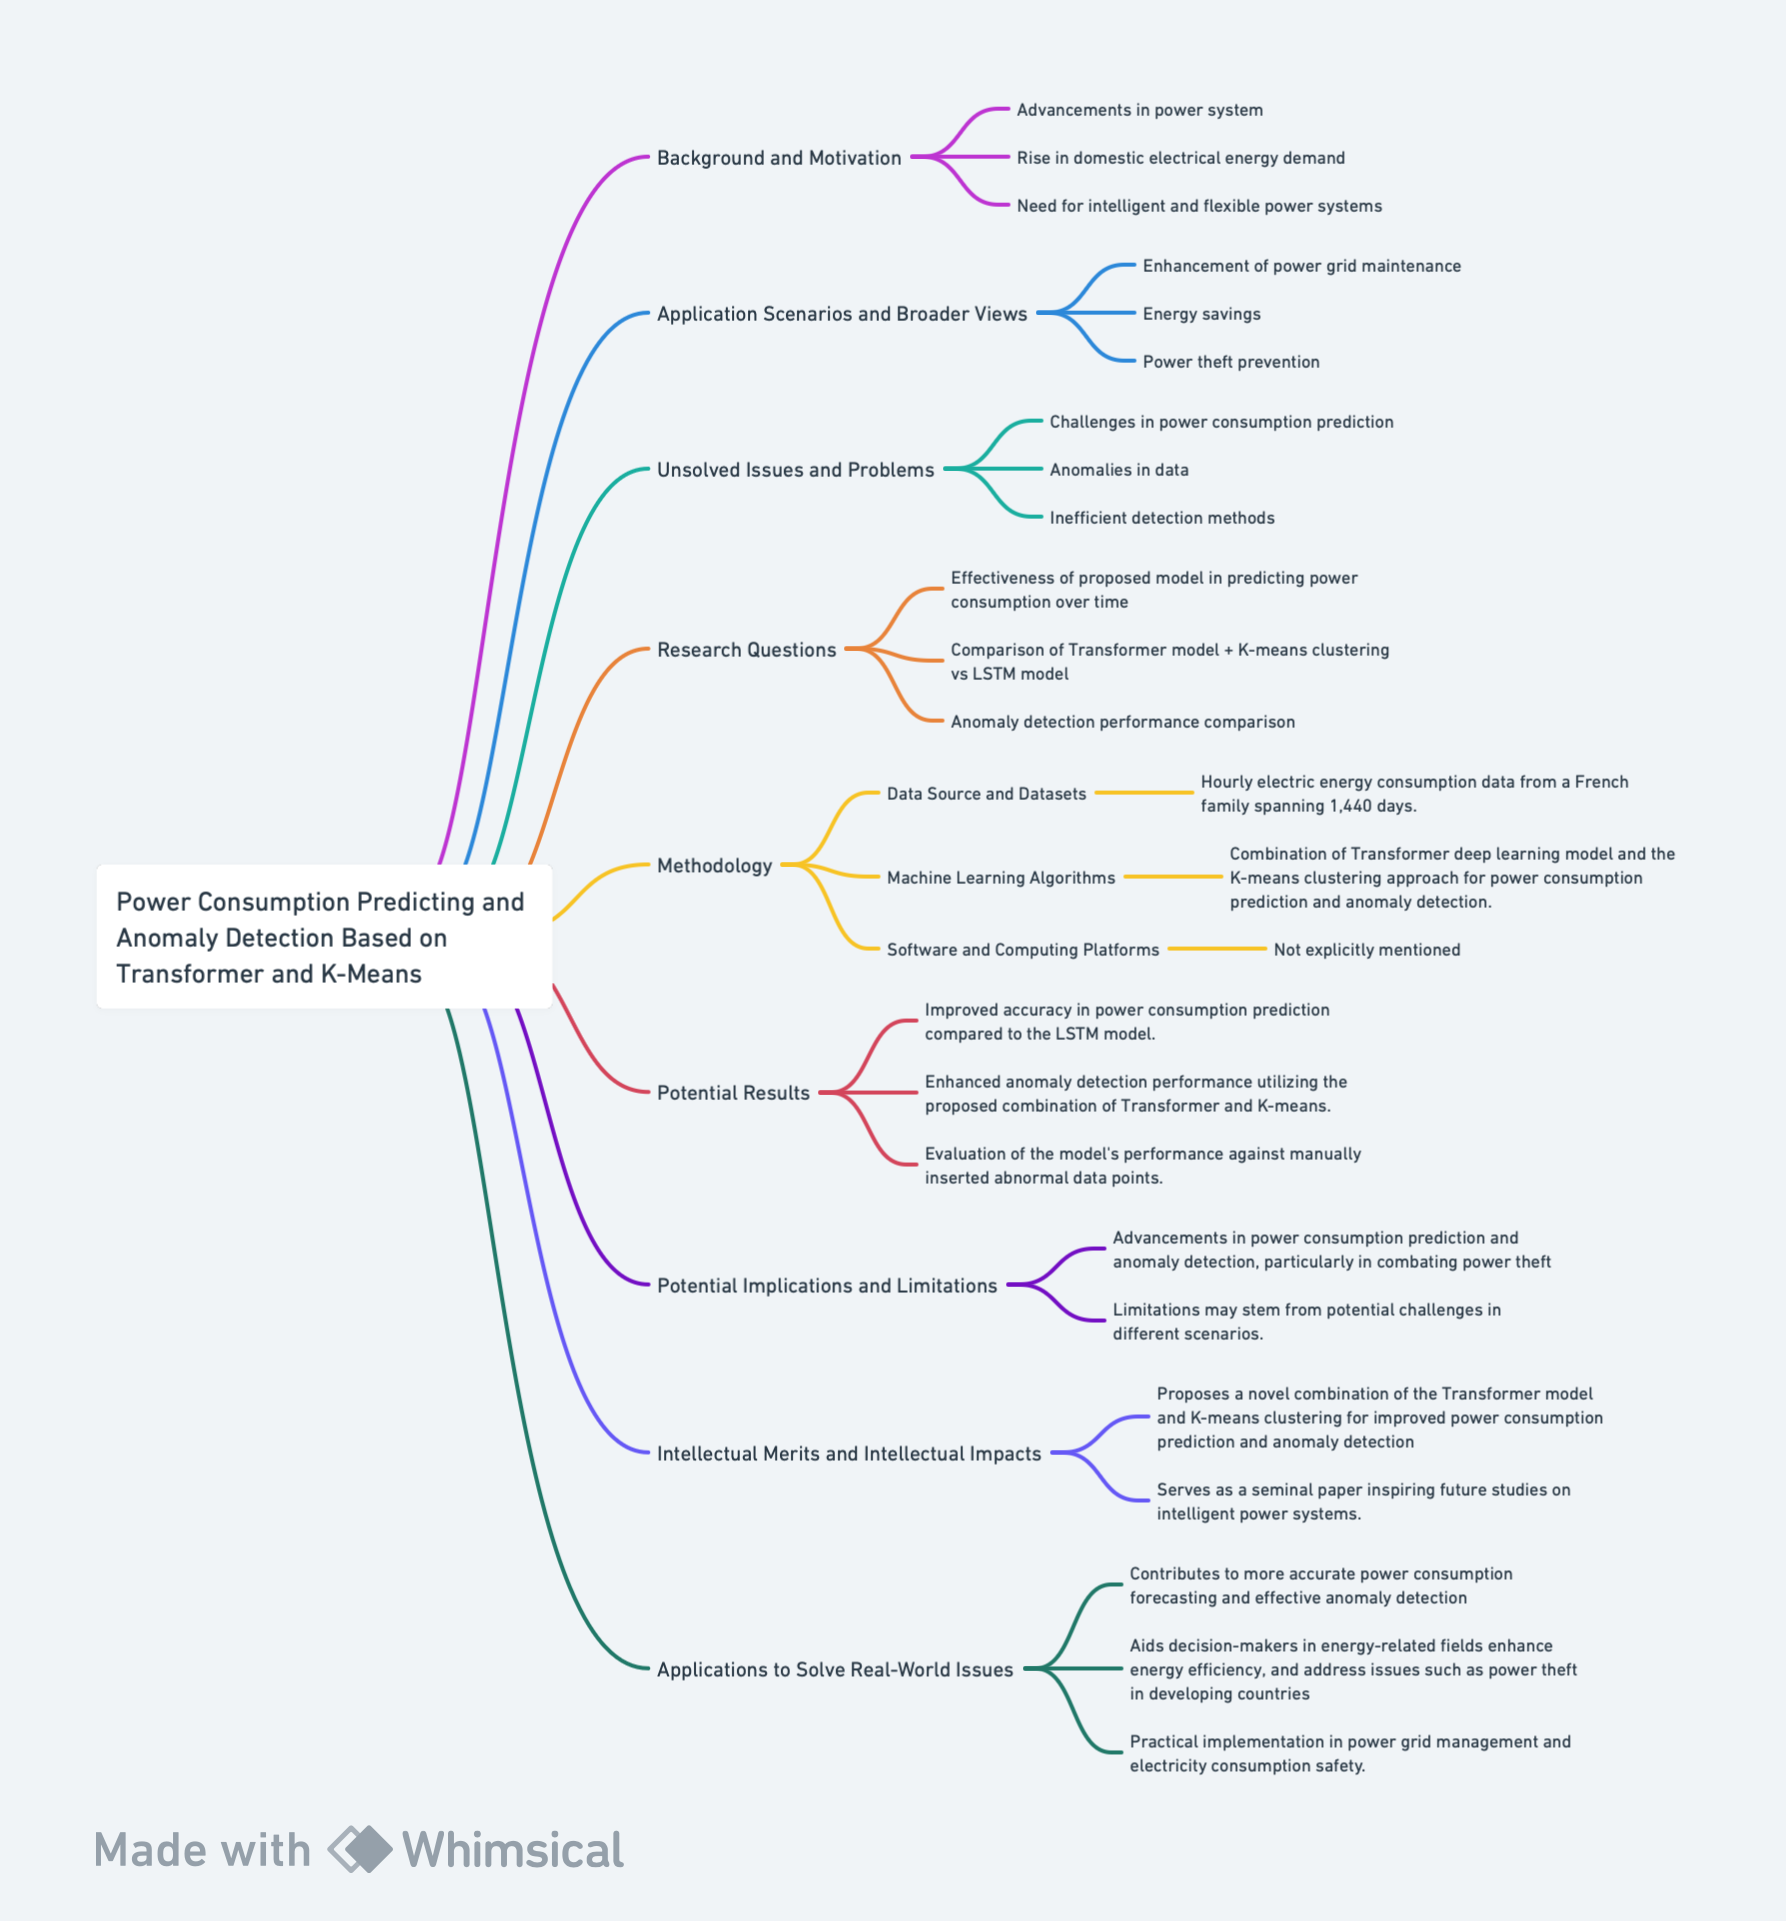 Power Consumption Predicting and
Anomaly Detection Based on
Transformer and K-Means
Background and Motivation
Advancements in power system
Rise in domestic electrical energy demand
Need for intelligent and flexible power systems
Application Scenarios and Broader Views
Enhancement of power grid maintenance
Energy savings
Power theft prevention
Unsolved Issues and Problems
Challenges in power consumption prediction
Anomalies in data
Inefficient detection methods
Research Questions
Effectiveness of proposed model in predicting power
consumption over time
Comparison of Transformer model + K-means clustering
vs LSTM model
Anomaly detection performance comparison
Methodology
Data Source and Datasets
Hourly electric energy consumption data from a French
family spanning 1,440 days.
Machine Learning Algorithms
Combination of Transformer deep learning model and the
K-means clustering approach for power consumption
prediction and anomaly detection.
Software and Computing Platforms
Not explicitly mentioned
Potential Results
Improved accuracy in power consumption prediction
compared to the LSTM model.
Enhanced anomaly detection performance utilizing the
proposed combination of Transformer and K-means.
Evaluation of the model's performance against manually
inserted abnormal data points.
Potential Implications and Limitations
Advancements in power consumption prediction and
anomaly detection, particularly in combating power theft
Limitations may stem from potential challenges in
different scenarios.
Intellectual Merits and Intellectual Impacts
Proposes a novel combination of the Transformer model
and K-means clustering for improved power consumption
prediction and anomaly detection
Serves as a seminal paper inspiring future studies on
intelligent power systems.
Applications to Solve Real-World Issues
Contributes to more accurate power consumption
forecasting and effective anomaly detection
Aids decision-makers in energy-related fields enhance
energy efficiency, and address issues such as power theft
in developing countries
Practical implementation in power grid management and
electricity consumption safety.
Made with Whimsical